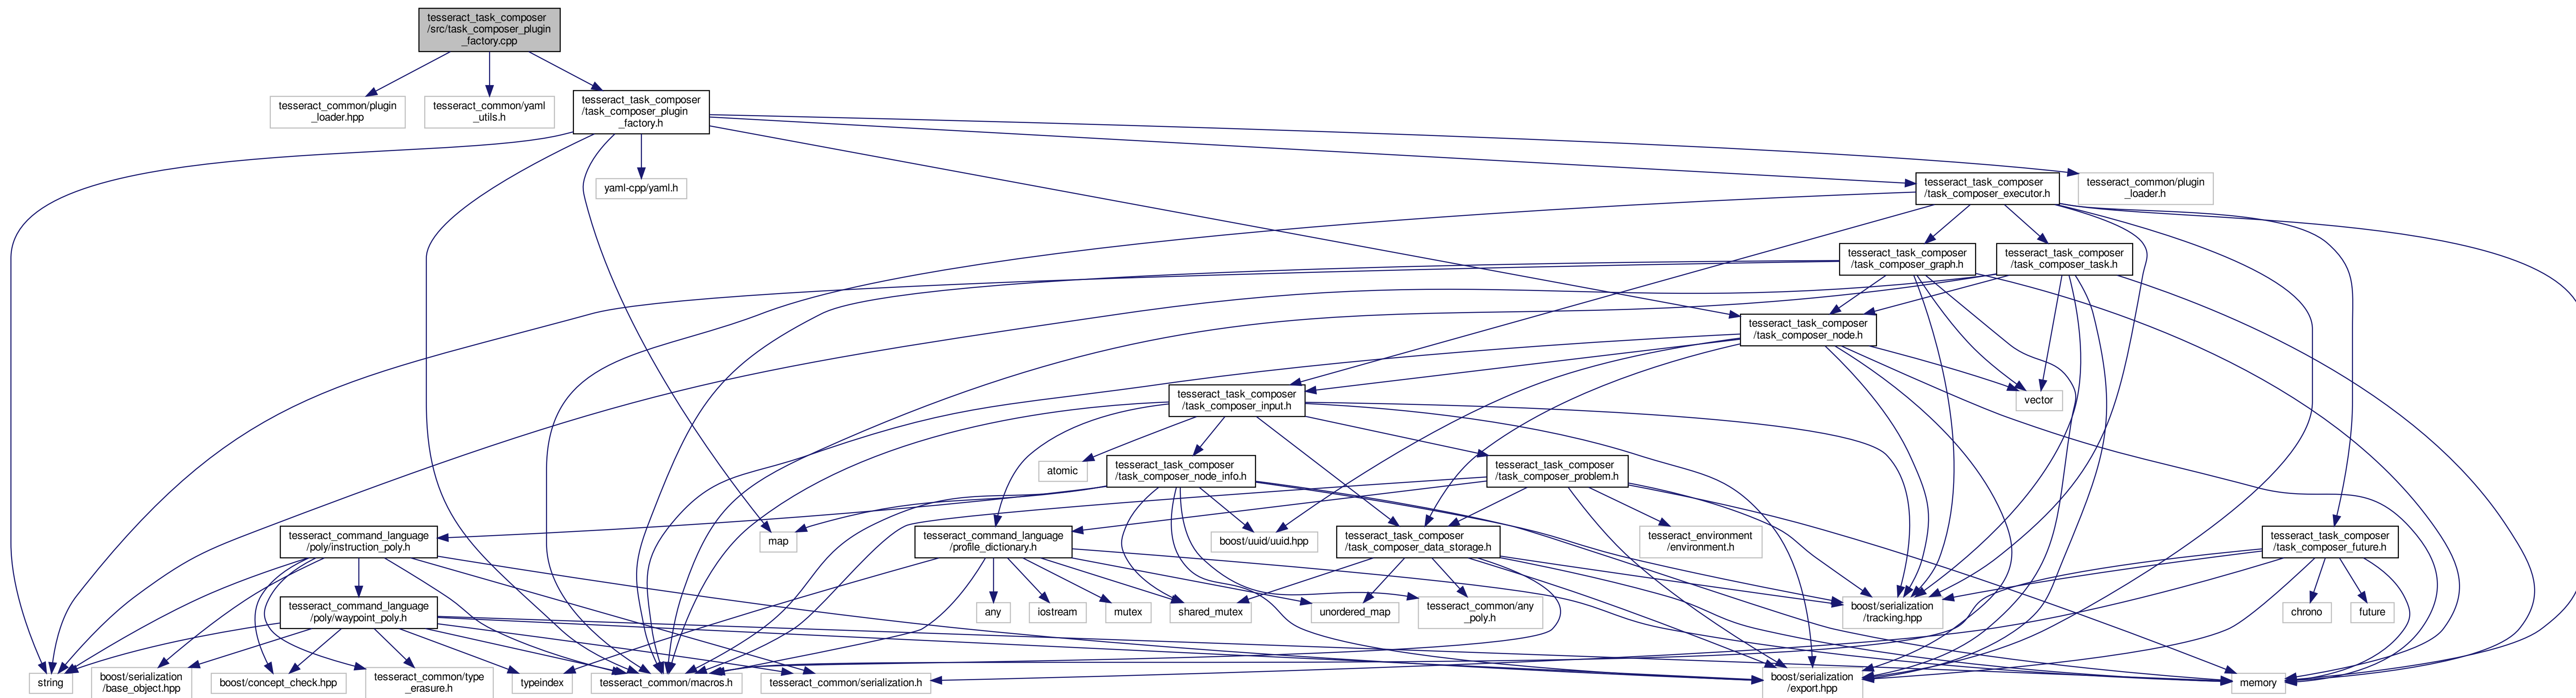 tesseract_task_composer
/src/task_composer_plugin
_factory.cpp
tesseract_common/plugin
_loader.hpp
tesseract_common/yaml
_utils.h
tesseract_task_composer
/task_composer_plugin
_factory.h
yaml-cpp/yaml.h
tesseract_task_composer
/task_composer_executor.h
tesseract_common/plugin
_loader.h
tesseract_task_composer
/task_composer_graph.h
tesseract_task_composer
/task_composer_task.h
tesseract_task_composer
/task_composer_node.h
tesseract_task_composer
/task_composer_input.h
vector
atomic
tesseract_task_composer
/task_composer_node_info.h
tesseract_task_composer
/task_composer_problem.h
tesseract_command_language
/poly/instruction_poly.h
map
tesseract_command_language
/profile_dictionary.h
boost/uuid/uuid.hpp
tesseract_task_composer
/task_composer_data_storage.h
tesseract_environment
/environment.h
tesseract_task_composer
/task_composer_future.h
tesseract_command_language
/poly/waypoint_poly.h
any
iostream
mutex
shared_mutex
unordered_map
tesseract_common/any
_poly.h
boost/serialization
/tracking.hpp
chrono
future
string
boost/serialization
/base_object.hpp
boost/concept_check.hpp
tesseract_common/type
_erasure.h
typeindex
tesseract_common/macros.h
tesseract_common/serialization.h
boost/serialization
/export.hpp
memory